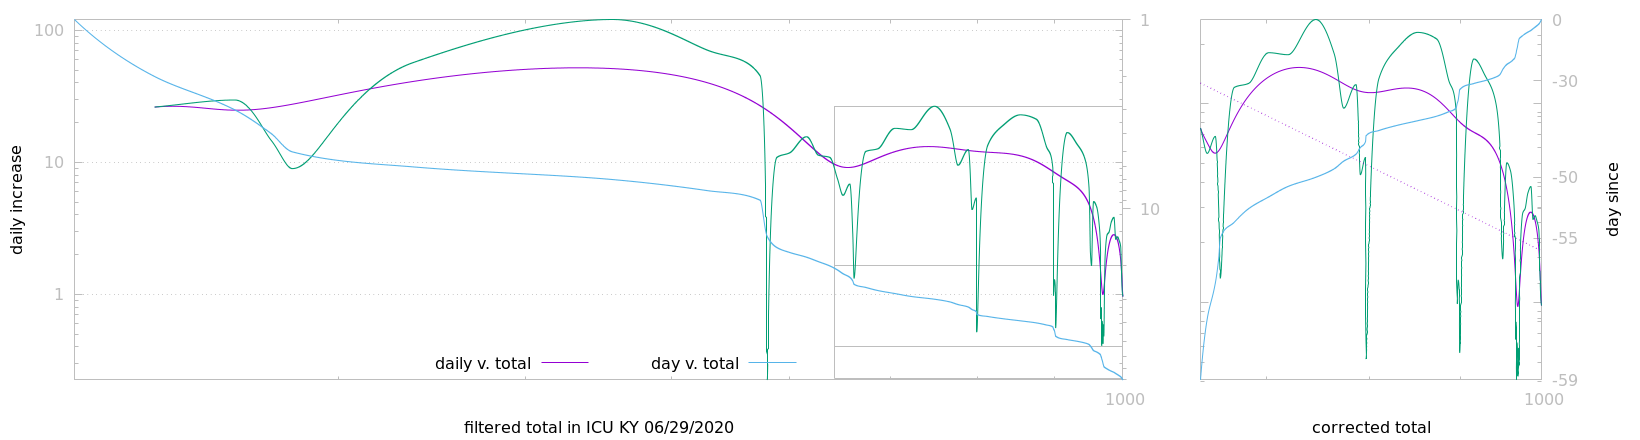 100
10
1
daily increase
daily v. total
day v. total
1
10
1000
filtered total in ICU KY 06/29/2020
0
-30
-50
-55
-59
day since
1000
corrected total